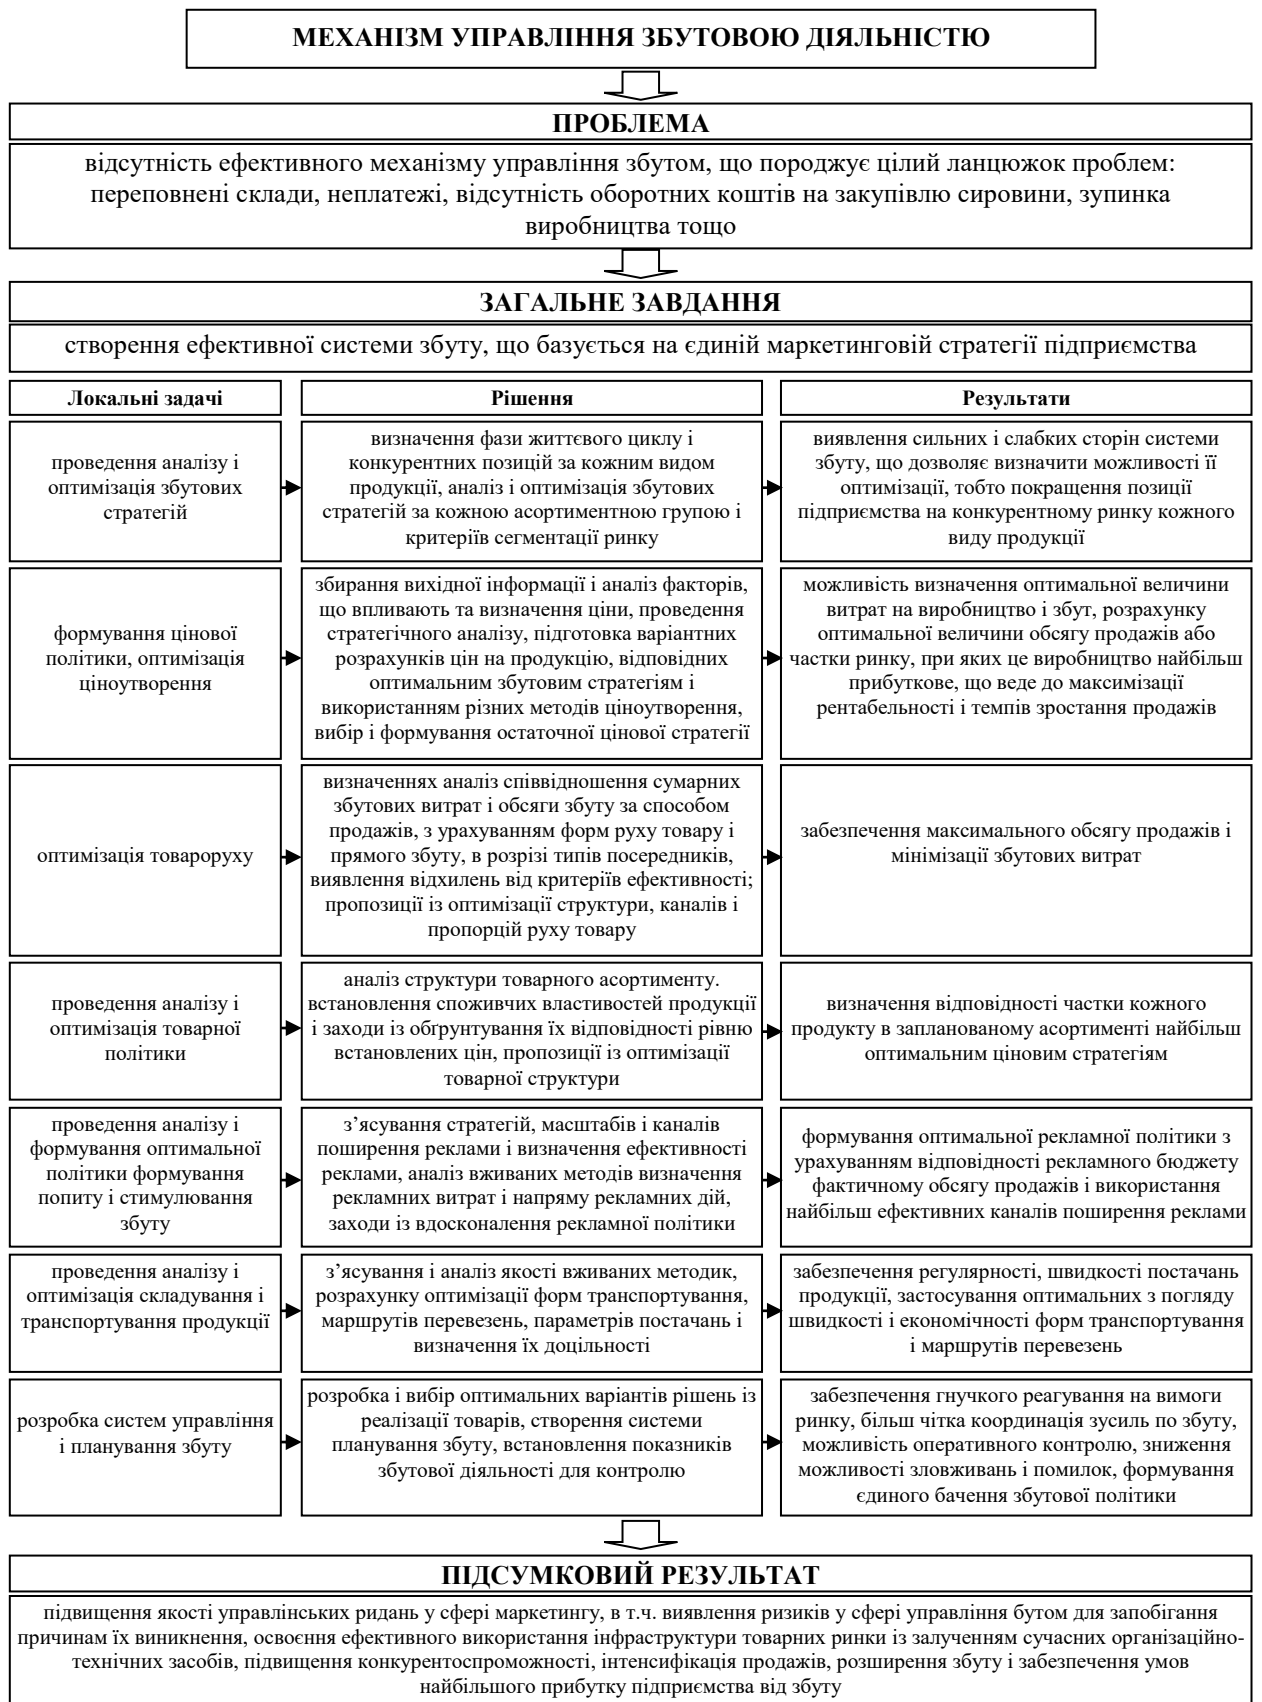 МЕХАНІЗМ УПРАВЛІННЯ ЗБУТОВОЮ ДІЯЛЬНІСТЮ
ПРОБЛЕМА
відсутність ефективного механізму управління збутом, що породжує цілий ланцюжок проблем:
переповнені склади, неплатежі, відсутність оборотних коштів на закупівлю сировини, зупинка
виробництва тощо
ЗАГАЛЬНЕ ЗАВДАННЯ
створення ефективної системи збуту, що базується на єдиній маркетинговій стратегії підприємства
Локальні задачі
Рішення
Результати
проведення аналізу і
оптимізація збутових
стратегій
визначення фази життєвого циклу і
конкурентних позицій за кожним видом
продукції, аналіз і оптимізація збутових
стратегій за кожною асортиментною групою і
критеріїв сегментації ринку
виявлення сильних і слабких сторін системи
збуту, що дозволяє визначити можливості її
оптимізації, тобто покращення позиції
підприємства на конкурентному ринку кожного
виду продукції
формування цінової
політики, оптимізація
ціноутворення
збирання вихідної інформації і аналіз факторів,
що впливають та визначення ціни, проведення
стратегічного аналізу, підготовка варіантних
розрахунків цін на продукцію, відповідних
оптимальним збутовим стратегіям і
використанням різних методів ціноутворення,
вибір і формування остаточної цінової стратегії
можливість визначення оптимальної величини
витрат на виробництво і збут, розрахунку
оптимальної величини обсягу продажів або
частки ринку, при яких це виробництво найбільш
прибуткове, що веде до максимізації
рентабельності і темпів зростання продажів
оптимізація товароруху
визначеннях аналіз співвідношення сумарних
збутових витрат і обсяги збуту за способом
продажів, з урахуванням форм руху товару і
прямого збуту, в розрізі типів посередників,
виявлення відхилень від критеріїв ефективності;
пропозиції із оптимізації структури, каналів і
пропорцій руху товару
забезпечення максимального обсягу продажів і
мінімізації збутових витрат
проведення аналізу і
оптимізація товарної
політики
аналіз структури товарного асортименту.
встановлення споживчих властивостей продукції
і заходи із обґрунтування їх відповідності рівню
встановлених цін, пропозиції із оптимізації
товарної структури
визначення відповідності частки кожного
продукту в запланованому асортименті найбільш
оптимальним ціновим стратегіям
проведення аналізу і
формування оптимальної
політики формування
попиту і стимулювання
збуту
з’ясування стратегій, масштабів і каналів
поширення реклами і визначення ефективності
реклами, аналіз вживаних методів визначення
рекламних витрат і напряму рекламних дій,
заходи із вдосконалення рекламної політики
формування оптимальної рекламної політики з
урахуванням відповідності рекламного бюджету
фактичному обсягу продажів і використання
найбільш ефективних каналів поширення реклами
проведення аналізу і
оптимізація складування і
транспортування продукції
з’ясування і аналіз якості вживаних методик,
розрахунку оптимізації форм транспортування,
маршрутів перевезень, параметрів постачань і
визначення їх доцільності
забезпечення регулярності, швидкості постачань
продукції, застосування оптимальних з погляду
швидкості і економічності форм транспортування
і маршрутів перевезень
розробка систем управління
і планування збуту
розробка і вибір оптимальних варіантів рішень із
реалізації товарів, створення системи
планування збуту, встановлення показників
збутової діяльності для контролю
забезпечення гнучкого реагування на вимоги
ринку, більш чітка координація зусиль по збуту,
можливість оперативного контролю, зниження
можливості зловживань і помилок, формування
єдиного бачення збутової політики
ПІДСУМКОВИЙ РЕЗУЛЬТАТ
підвищення якості управлінських ридань у сфері маркетингу, в т.ч. виявлення ризиків у сфері управління бутом для запобігання
причинам їх виникнення, освоєння ефективного використання інфраструктури товарних ринки із залученням сучасних організаційно-
технічних засобів, підвищення конкурентоспроможності, інтенсифікація продажів, розширення збуту і забезпечення умов
найбільшого прибутку підприємства від збуту